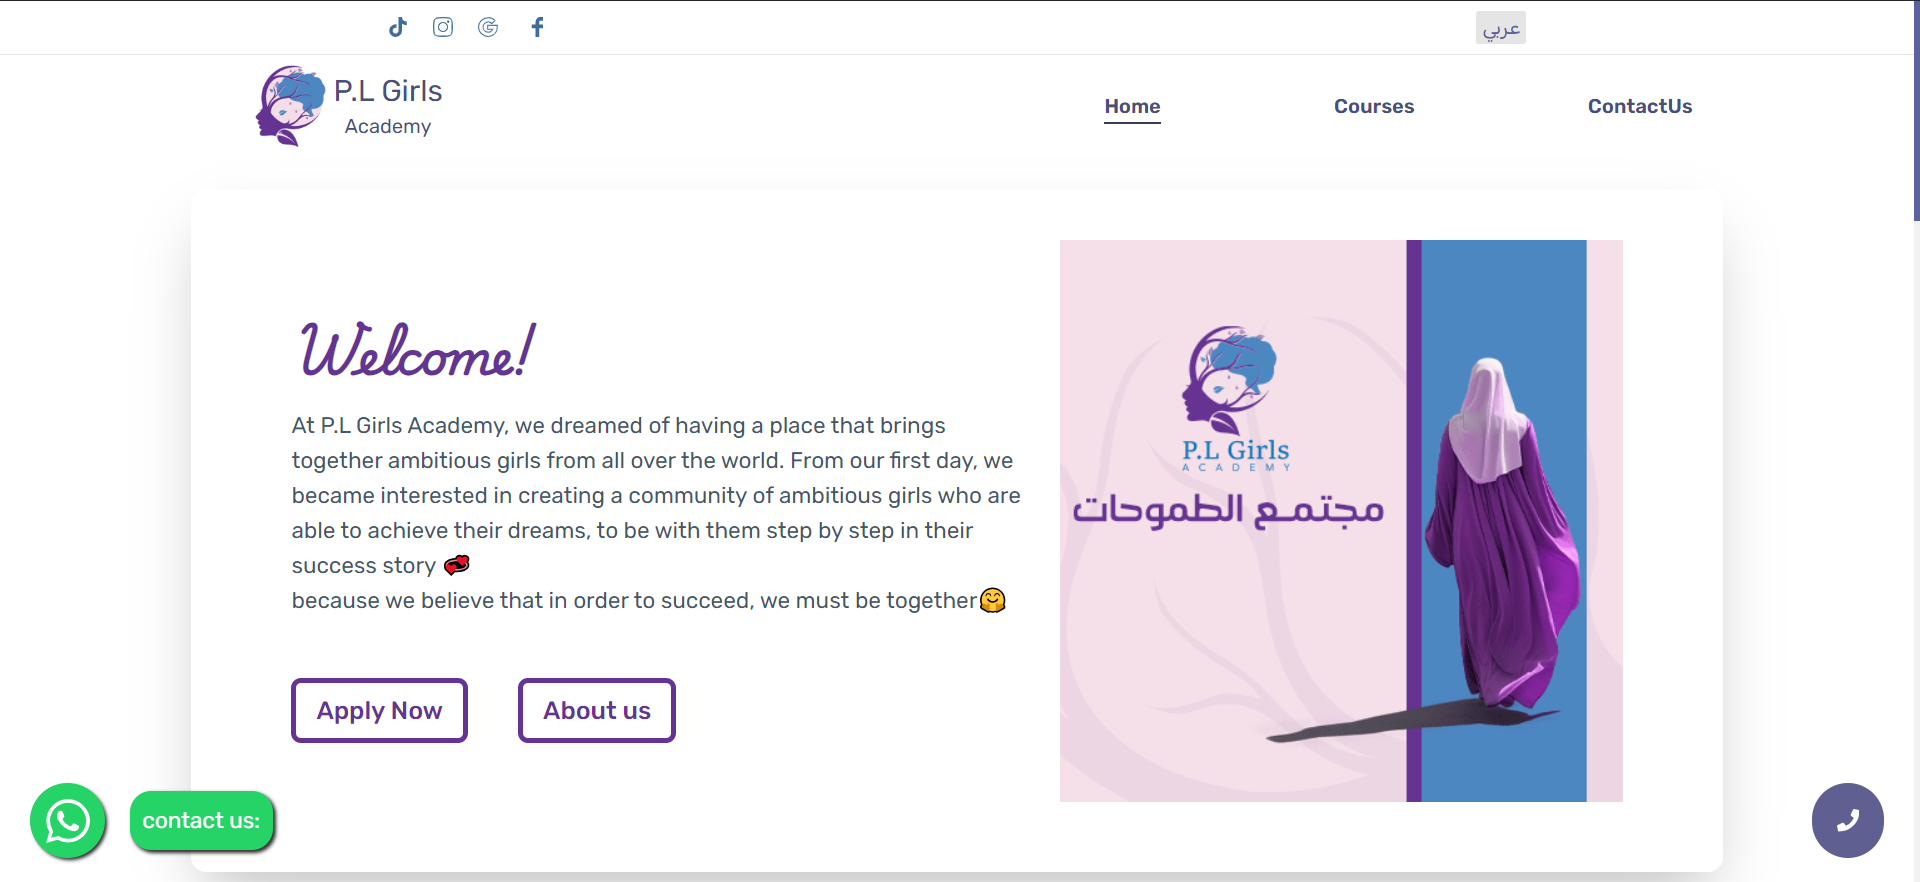 عربي
P.L Girls
Academy
Home
Courses
ContactUs
Welcome!
At P.L Girls Academy, we dreamed of having a place that brings
together ambitious girls from all over the world. From our first day, we
became interested in creating a community of ambitious girls who are
able to achieve their dreams, to be with them step by step in their
success story 💞
because we believe that in order to succeed, we must be together🤗
Apply Now
About us
P.L Girls
ACADEMY
مجتمـع الطموحات
contact us: